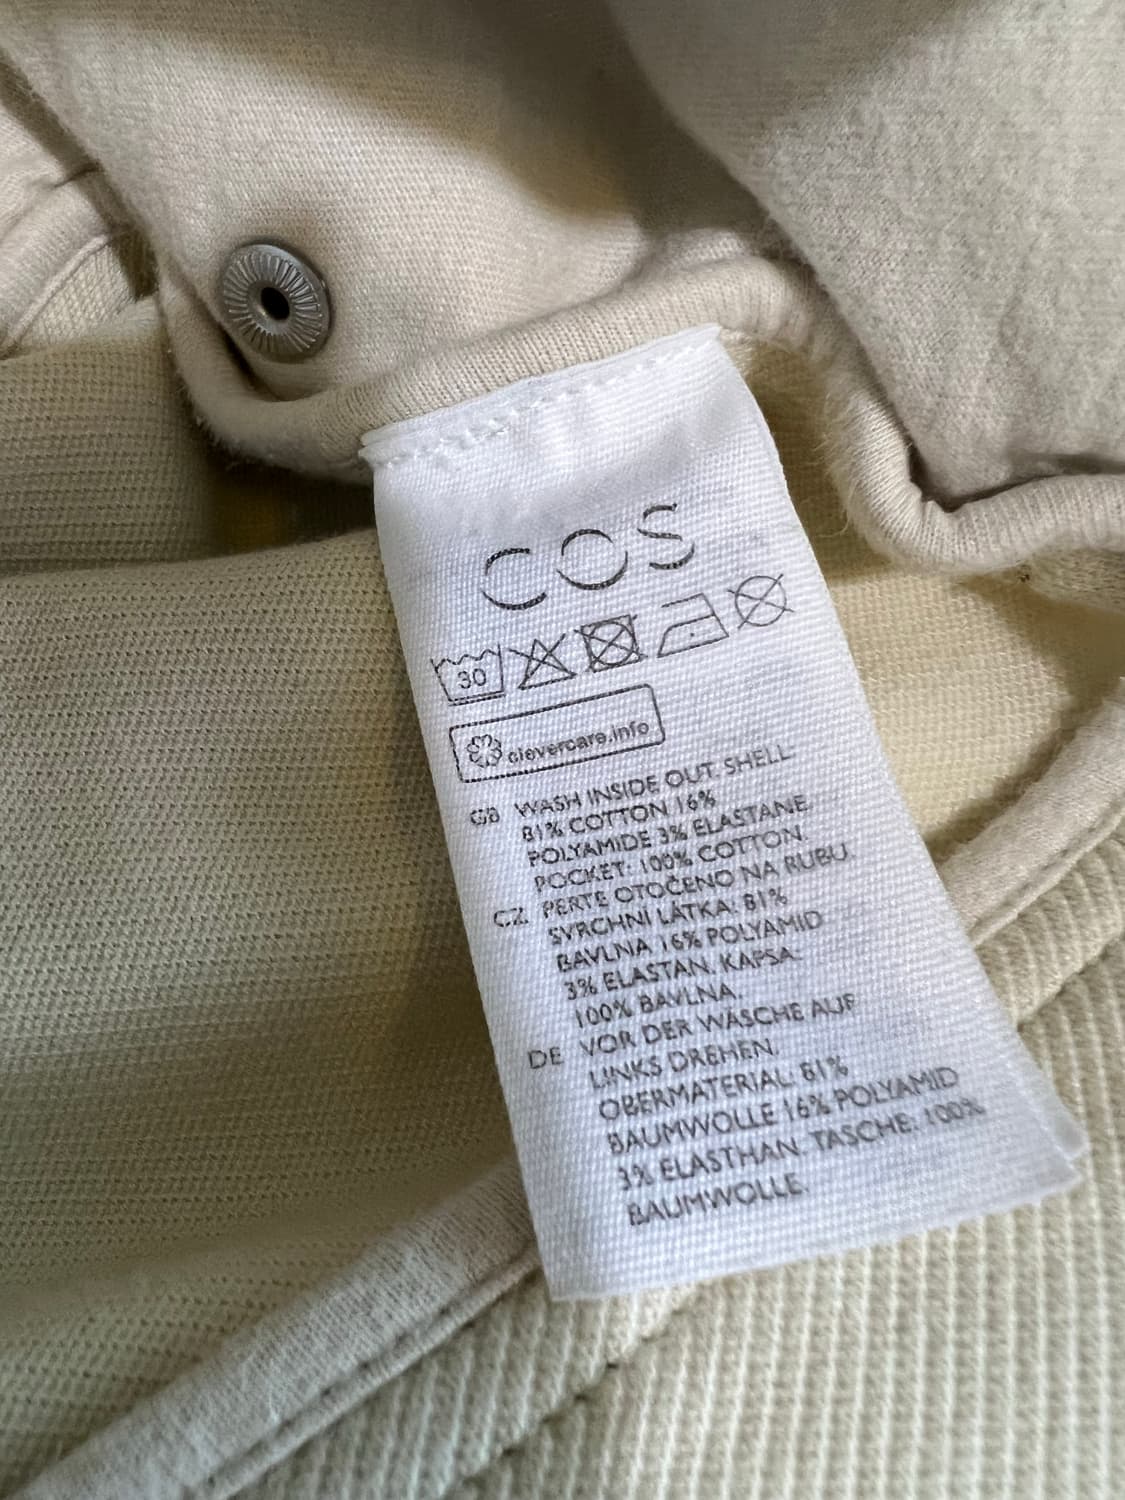 COS
30
clevercare.info
GB WASH INSIDE OUT. SHELL:
81% COTTON 16%
POLYAMIDE 3% ELASTANE.
POCKET: 100% COTTON.
CZ PERTE OTOČENO NA RUBU.
SVRCHNÍ LÁTKA: 81%
BAVLNA 16% POLYAMID
3% ELASTAN. KAPSA:
100% BAVLNA.
DE VOR DER WÄSCHE AUF
LINKS DREHEN.
OBERMATERIAL: 81%
BAUMWOLLE 16% POLYAMID
3% ELASTHAN. TASCHE: 100%
BAUMWOLLE.